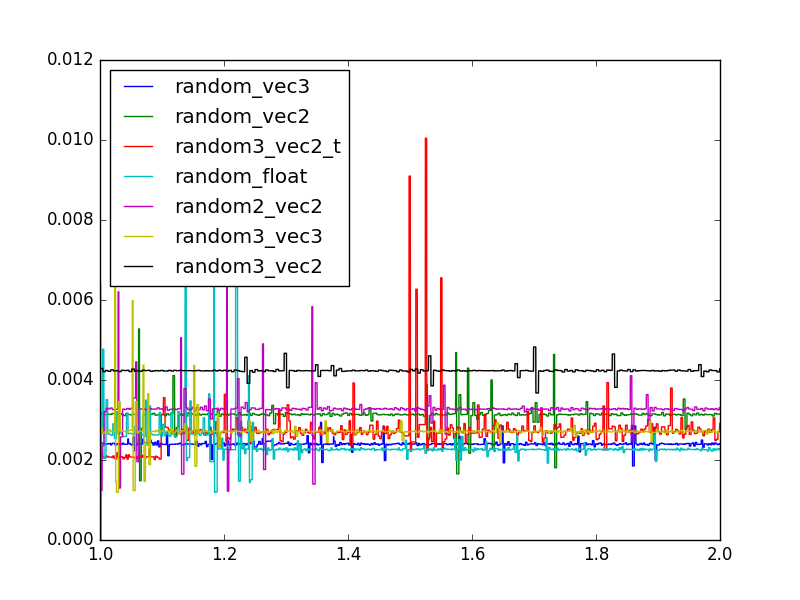 0.012
0.010
0.008
0.006
0.004
0.002
0.000
random_vec3
random_vec2
random3_vec2_t
random_float
random2_vec2
random3_vec3
random3_vec2
1.0 1.2 1.4 1.6 1.8 2.0